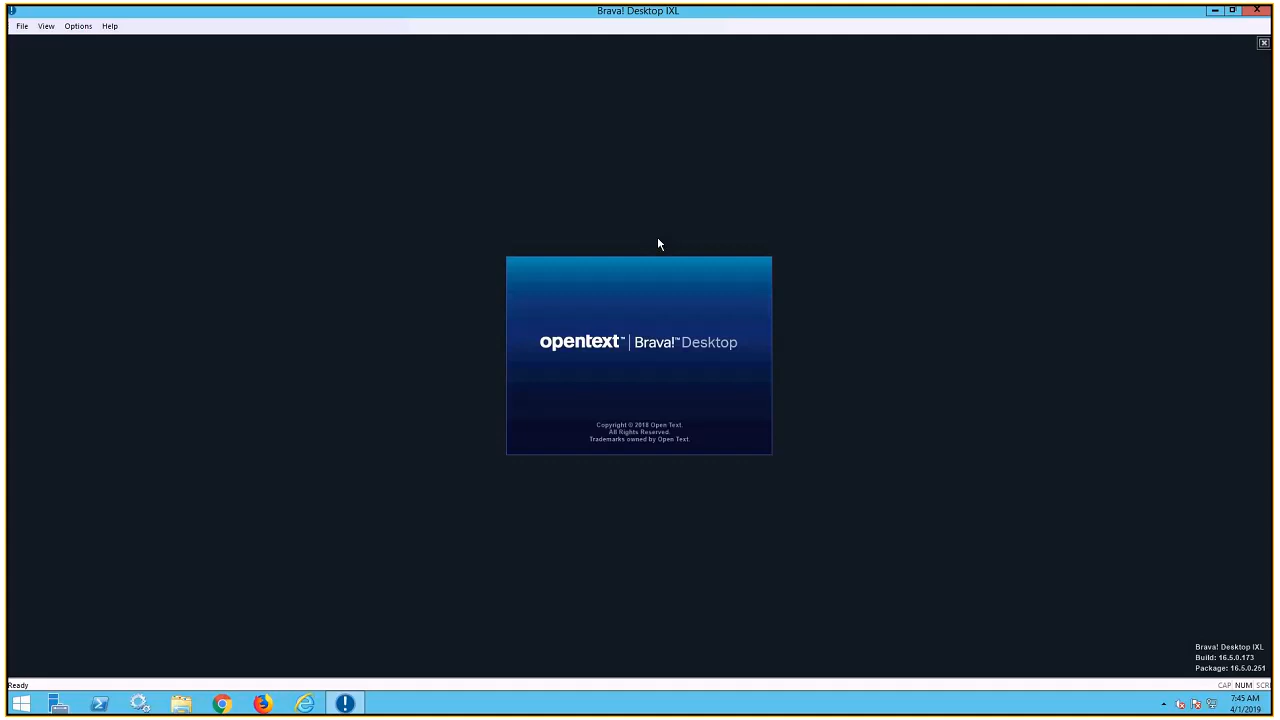 Brava! Desktop IXL
File View Options Help
opentext™ | Brava!™ Desktop
Copyright © 2018 Open Text.
All Rights Reserved.
Trademarks owned by Open Text.
Brava! Desktop IXL
Build: 16.5.0.173
Package: 16.5.0.251
Ready
CAP NUM SCRL
7:45 AM
4/1/2019